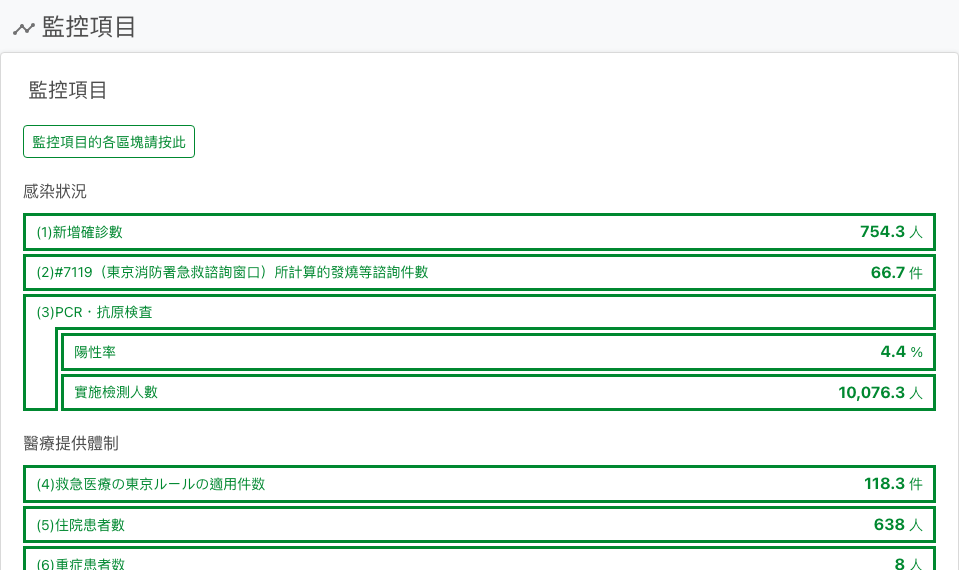 監控項目
監控項目
監控項目的各區塊請按此
感染狀況
(1)新增確診數 754.3 人
(2)#7119（東京消防署急救諮詢窗口）所計算的發燒等諮詢件數 66.7 件
(3)PCR・抗原検査
陽性率 4.4 %
實施檢測人數 10,076.3 人
醫療提供體制
(4)救急医療の東京ルールの適用件数 118.3 件
(5)住院患者數 638 人
(6)重症患者数 8 人